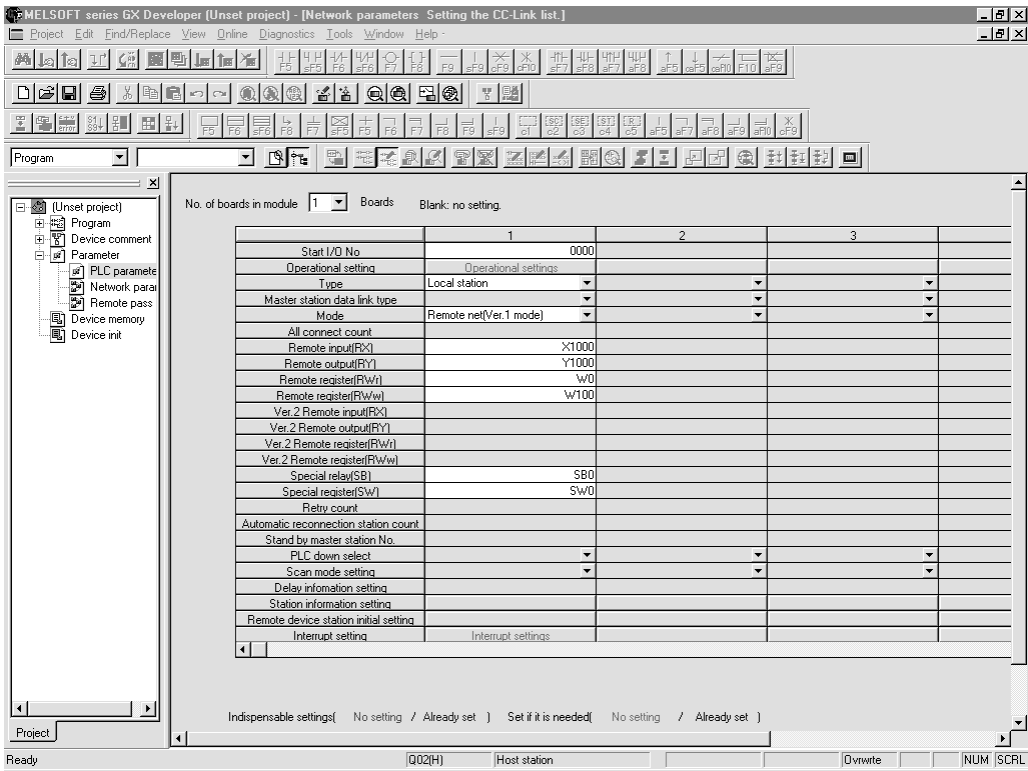 MELSOFT series GX Developer (Unset project) - [Network parameters  Setting the CC-Link list.]
Project Edit Find/Replace View Online Diagnostics Tools Window Help
Program
No. of boards in module 1 Boards Blank: no setting.
(Unset project)
Program
Device comment
Parameter
PLC paramete
Network parar
Remote pass
Device memory
Device init
1 2 3
Start I/O No 0000
Operational setting Operational settings
Type Local station
Master station data link type
Mode Remote net(Ver.1 mode)
All connect count
Remote input(RX) X1000
Remote output(RY) Y1000
Remote register(RWr) W0
Remote register(RWw) W100
Ver.2 Remote input(RX)
Ver.2 Remote output(RY)
Ver.2 Remote register(RWr)
Ver.2 Remote register(RWw)
Special relay(SB) SB0
Special register(SW) SW0
Retry count
Automatic reconnection station count
Stand by master station No.
PLC down select
Scan mode setting
Delay infomation setting
Station information setting
Remote device station initial setting
Interrupt setting Interrupt settings
Indispensable settings( No setting / Already set ) Set if it is needed( No setting / Already set )
Project
Ready Q02(H) Host station Ovrwrte NUM SCRL